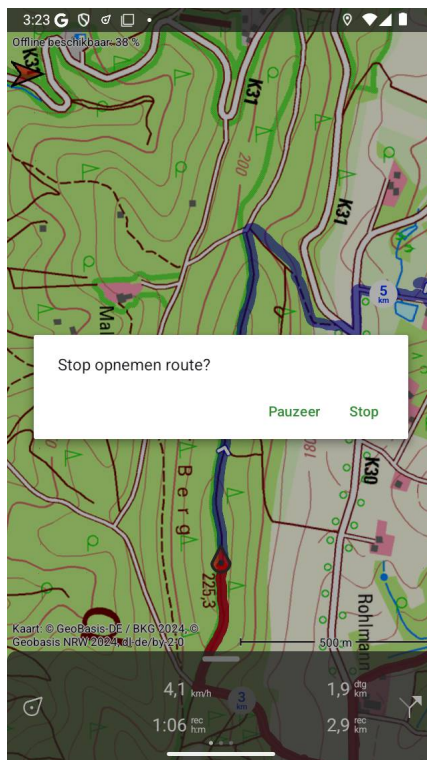 3:23
Offline beschikbaar: 38 %
K31
K31
200
K31
5
km
Stop opnemen route?
Pauzeer Stop
Berg
K30
225,3
Kaart: © GeoBasis-DE / BKG 2024, ©
Geobasis NRW 2024, dl-de/by-2-0
500 m
Rohlmann
4,1 km/h
3
km
1,9 dtg km
1:06 rec h:m
2,9 rec km